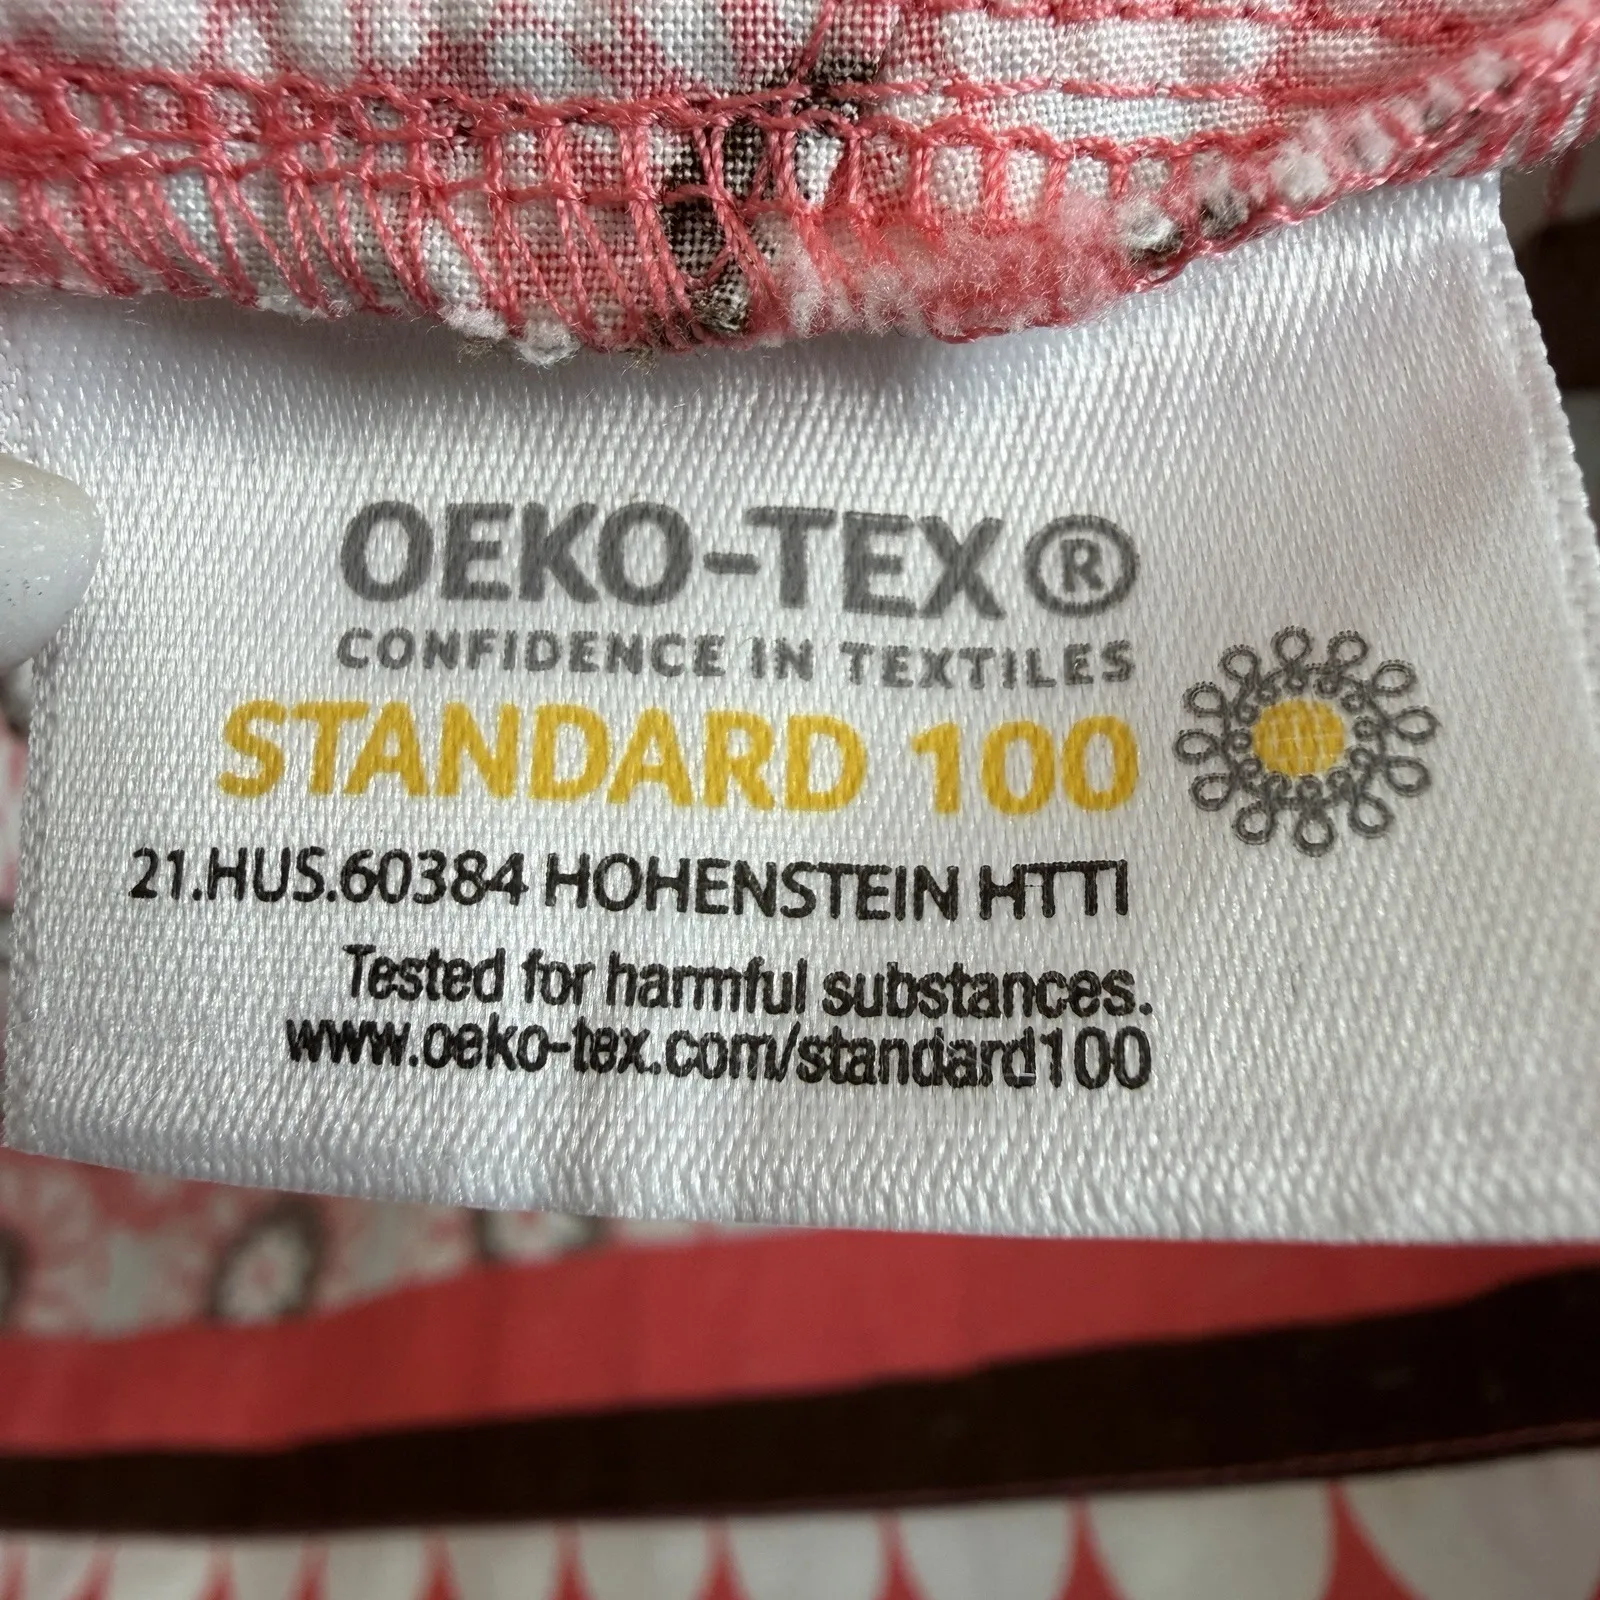 OEKO-TEX®
CONFIDENCE IN TEXTILES
STANDARD 100
21.HUS.60384 HOHENSTEIN HTTI
Tested for harmful substances.
www.oeko-tex.com/standard100